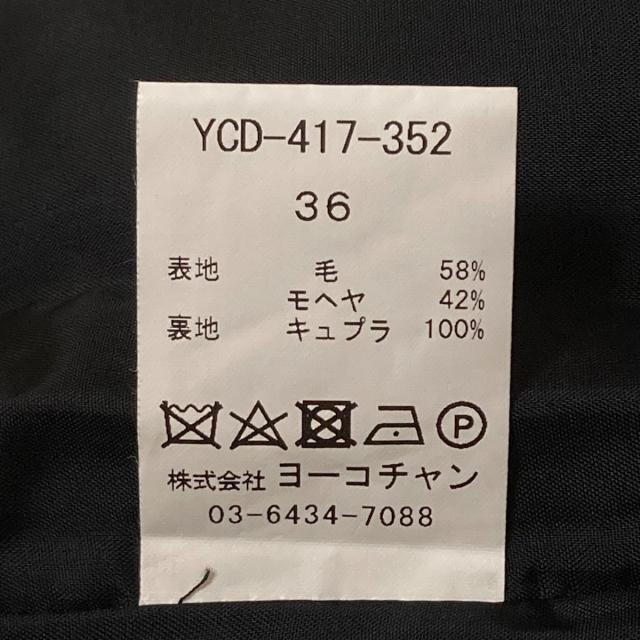 YCD-417-352
36
表地 毛 58%
モヘヤ 42%
裏地 キュプラ 100%
P
株式会社 ヨーコチャン
03-6434-7088